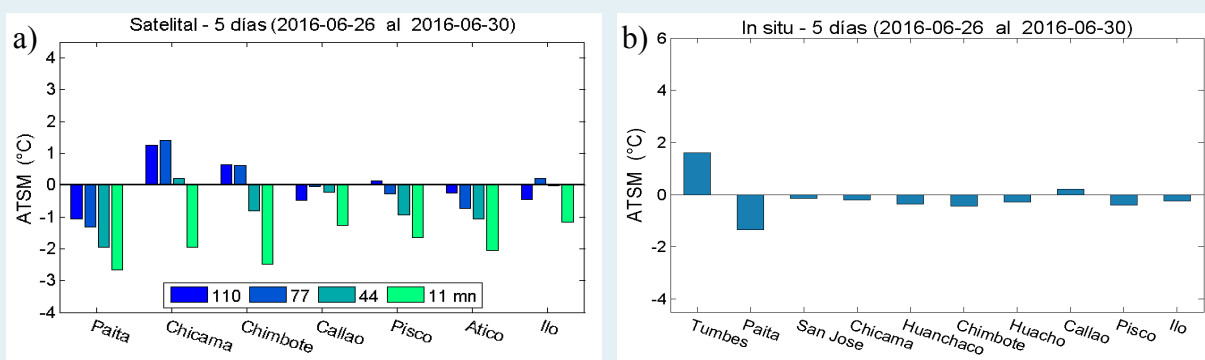 a)
Satelital - 5 días (2016-06-26 al 2016-06-30)
ATSM (°C)
4
3
2
1
0
-1
-2
-3
-4
110 77 44 11 mn
Paita Chicama Chimbote Callao Pisco Atico Ilo
b)
In situ - 5 días (2016-06-26 al 2016-06-30)
ATSM (°C)
6
4
2
0
-2
-4
Tumbes Paita San Jose Chicama Huanchaco Chimbote Huacho Callao Pisco Ilo